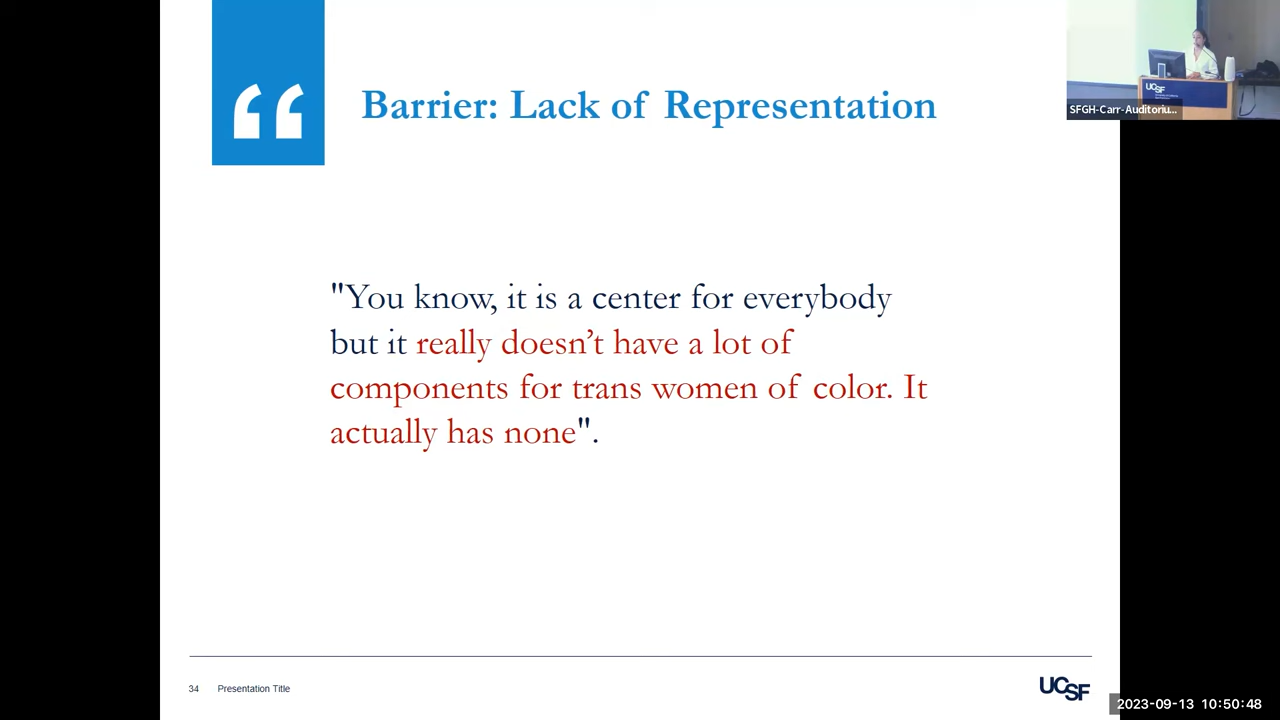 “
Barrier: Lack of Representation
SFGH-Carr-Auditoriu...
UCSF
"You know, it is a center for everybody
but it really doesn’t have a lot of
components for trans women of color. It
actually has none".
34 Presentation Title
UCSF
2023-09-13 10:50:48